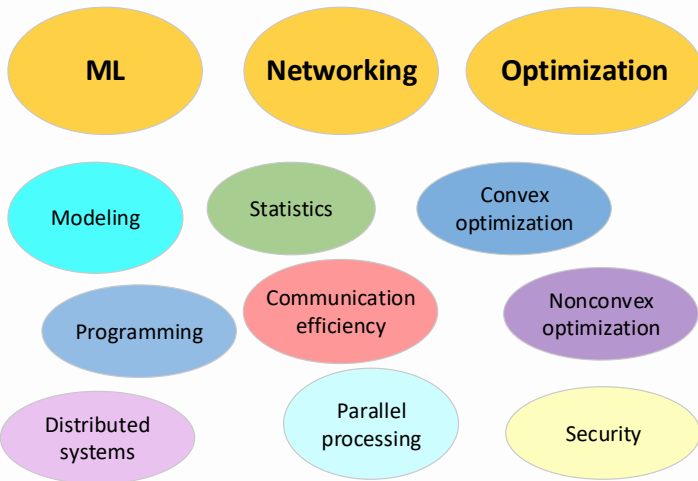 ML
Networking
Optimization
Modeling
Statistics
Convex
optimization
Programming
Communication
efficiency
Nonconvex
optimization
Distributed
systems
Parallel
processing
Security